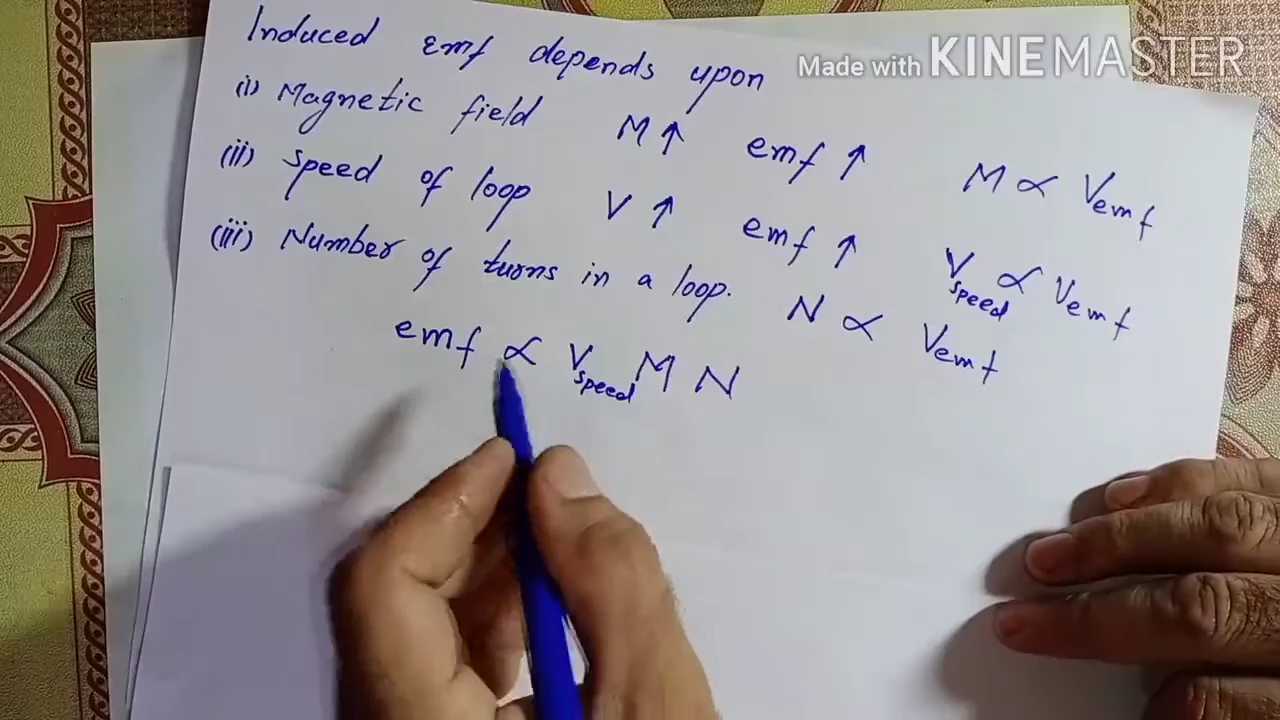 Made with KINEMASTER
Induced emf depends upon
(i) Magnetic field M↑ emf ↑ M ∝ Vemf
(ii) Speed of loop V ↑ emf ↑ Vspeed ∝ Vemf
(iii) Number of turns in a loop. N ∝ Vemf
emf ∝ Vspeed M N